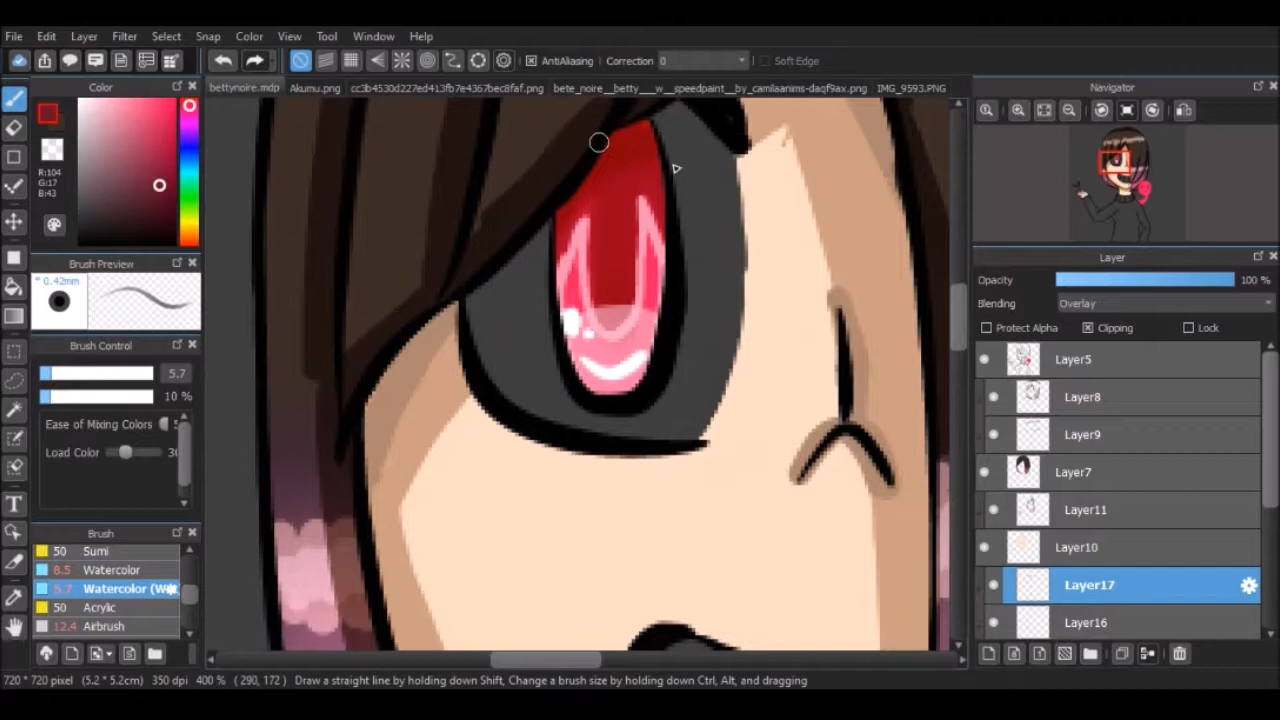 File Edit Layer Filter Select Snap Color View Tool Window Help
AntiAliasing Correction 0 Soft Edge
Color
bettynoire.mdp Akumu.png cc3b4530d227ed413fb7e4367bec8faf.png bete_noire__betty___w__speedpaint__by_camilaanims-daqf9ax.png IMG_9593.PNG
Navigator
R:104
G:17
B:43
Brush Preview
* 0.42mm
Layer
Opacity 100 %
Blending Overlay
Protect Alpha Clipping Lock
Brush Control
5.7
10 %
Ease of Mixing Colors
Load Color
Layer5
Layer8
Layer9
Layer7
Layer11
Layer10
Layer17
Layer16
Brush
50 Sumi
8.5 Watercolor
5.7 Watercolor
50 Acrylic
12.4 Airbrush
720 * 720 pixel (5.2 * 5.2cm) 350 dpi 400 % ( 290, 172 ) Draw a straight line by holding down Shift, Change a brush size by holding down Ctrl, Alt, and dragging